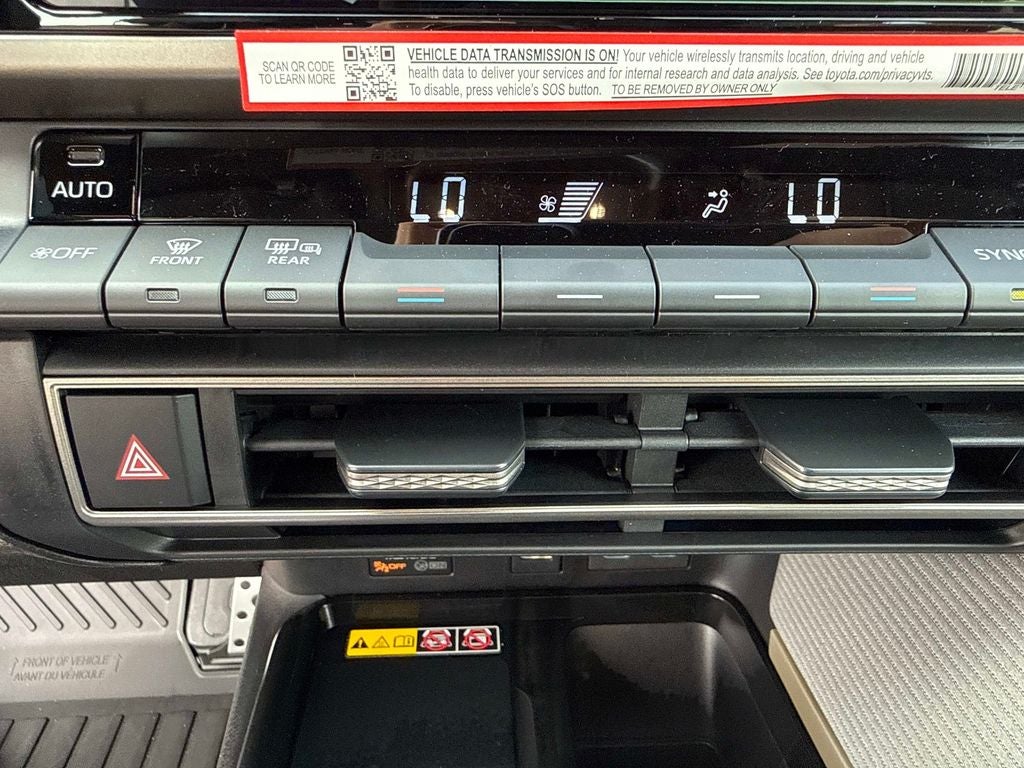 SCAN QR CODE
TO LEARN MORE
VEHICLE DATA TRANSMISSION IS ON! Your vehicle wirelessly transmits location, driving and vehicle
health data to deliver your services and for internal research and data analysis. See toyota.com/privacyvts.
To disable, press vehicle's SOS button. TO BE REMOVED BY OWNER ONLY
AUTO
LO
LO
OFF
FRONT
REAR
SYNC
OFF
FRONT OF VEHICLE
AVANT DU VÉHICULE